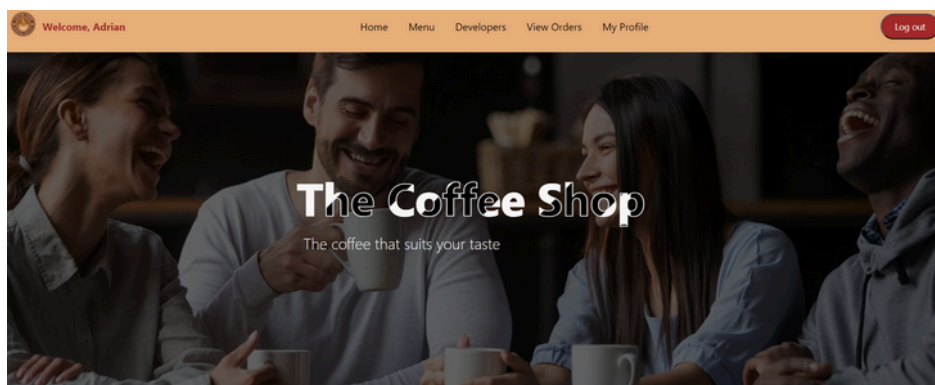 Welcome, Adrian
Home Menu Developers View Orders My Profile
Log out
The Coffee Shop
The coffee that suits your taste